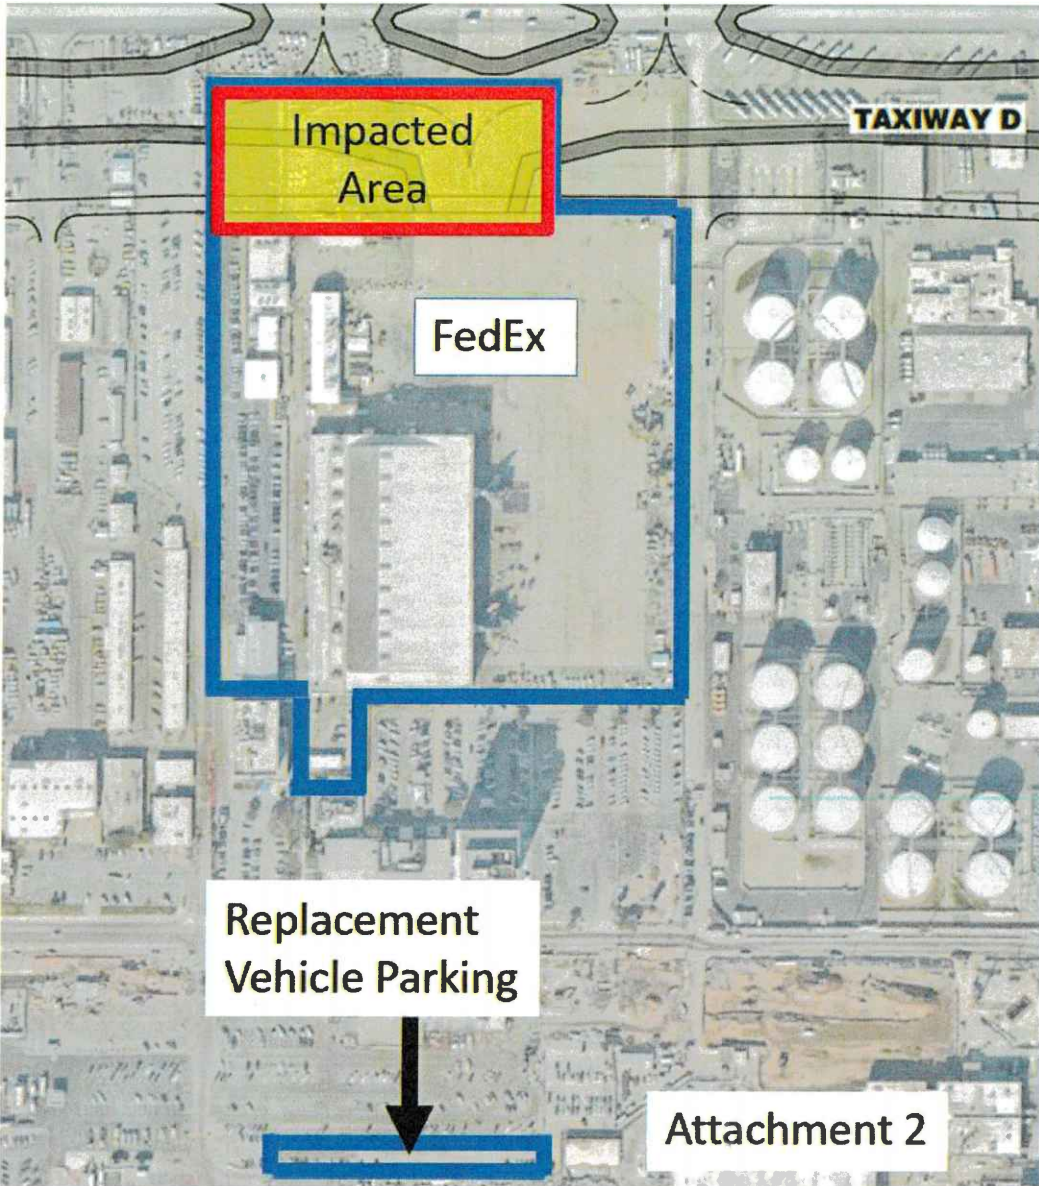 Impacted
Area
TAXIWAY D
FedEx
Replacement
Vehicle Parking
Attachment 2